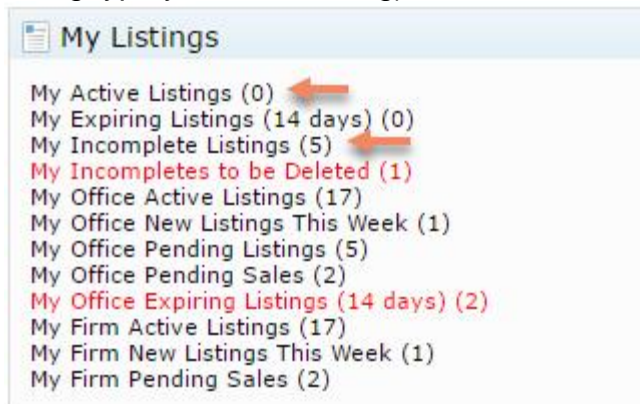 My Listings
My Active Listings (0)
My Expiring Listings (14 days) (0)
My Incomplete Listings (5)
My Incompletes to be Deleted (1)
My Office Active Listings (17)
My Office New Listings This Week (1)
My Office Pending Listings (5)
My Office Pending Sales (2)
My Office Expiring Listings (14 days) (2)
My Firm Active Listings (17)
My Firm New Listings This Week (1)
My Firm Pending Sales (2)